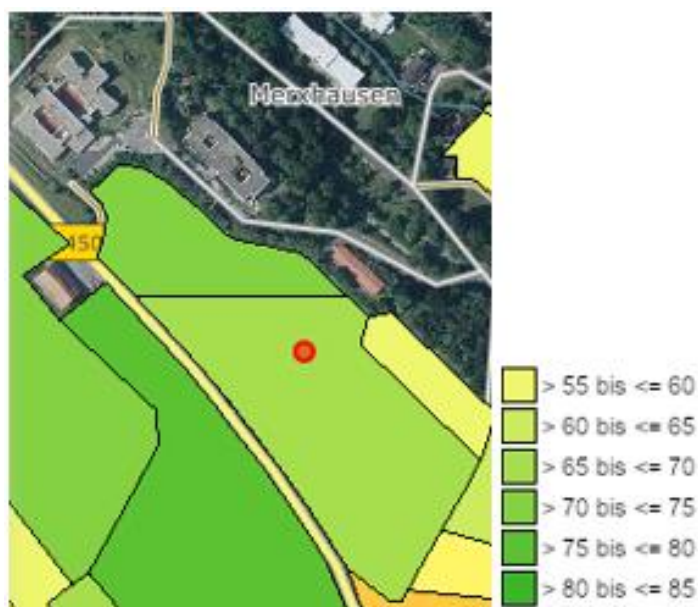 Merxhausen
450
> 55 bis <= 60
> 60 bis <= 65
> 65 bis <= 70
> 70 bis <= 75
> 75 bis <= 80
> 80 bis <= 85